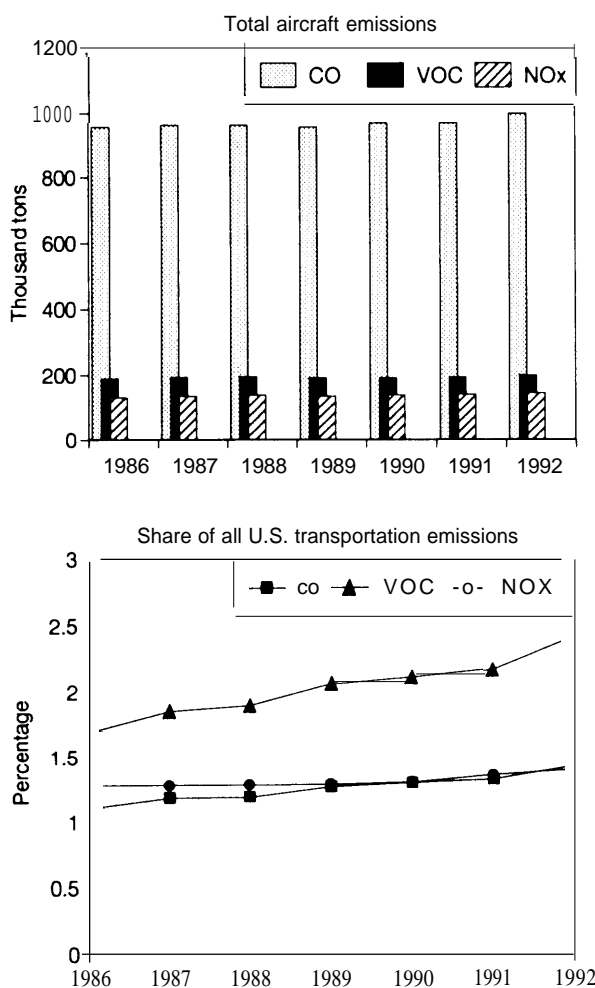 Total aircraft emissions
1200
CO VOC NOx
1000
800
600
400
200
0
Thousand tons
1986 1987 1988 1989 1990 1991 1992
Share of all U.S. transportation emissions
3
co VOC -o- NOX
2.5
2
1.5
1
0.5
0
Percentage
1986 1987 1988 1989 1990 1991 1992